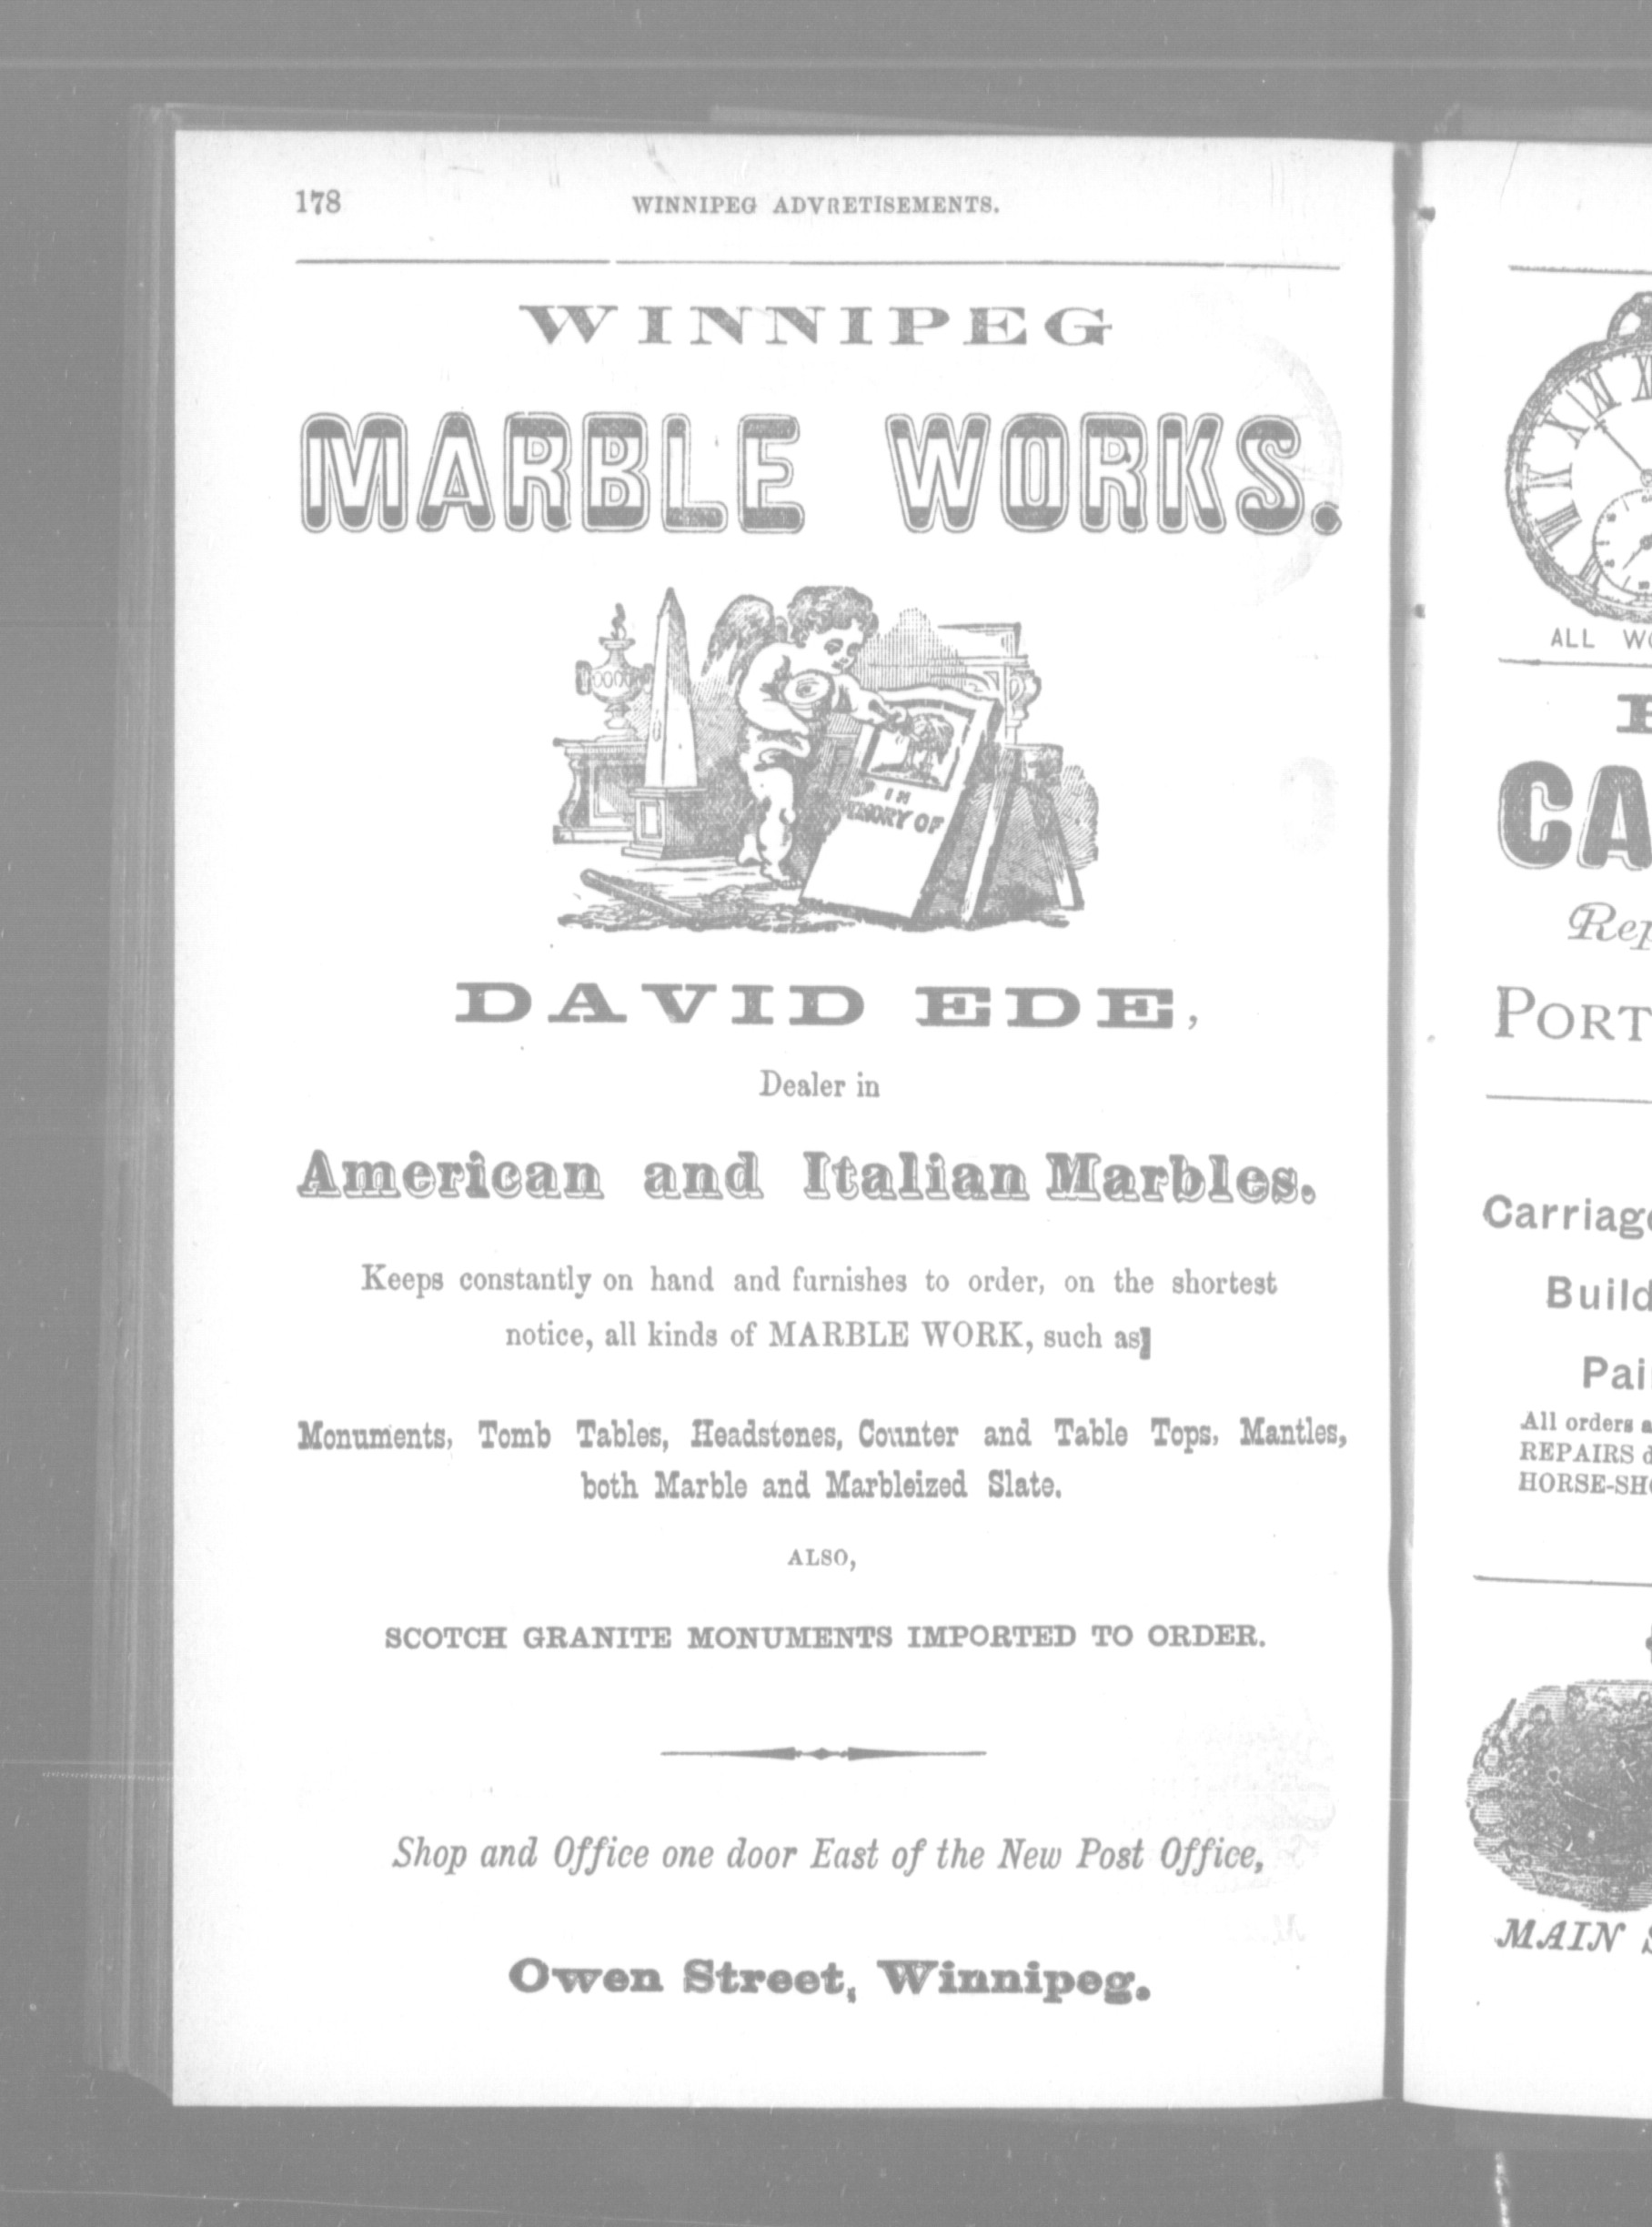 178
WINNIPEG ADVRETISEMENTS.
WINNIPEG
MARBLE WORKS.
IN
EMORY OF
DAVID EDE,
Dealer in
American and Italian Marbles.
Keeps constantly on hand and furnishes to order, on the shortest
notice, all kinds of MARBLE WORK, such as
Monuments, Tomb Tables, Headstones, Counter and Table Tops, Mantles,
both Marble and Marbleized Slate.
ALSO,
SCOTCH GRANITE MONUMENTS IMPORTED TO ORDER.
Shop and Office one door East of the New Post Office,
Owen Street, Winnipeg.
ALL
CA
Rep
PORT
Carriage
Build
Pai
All orders a
REPAIRS d
HORSE-SHO
MAIN S